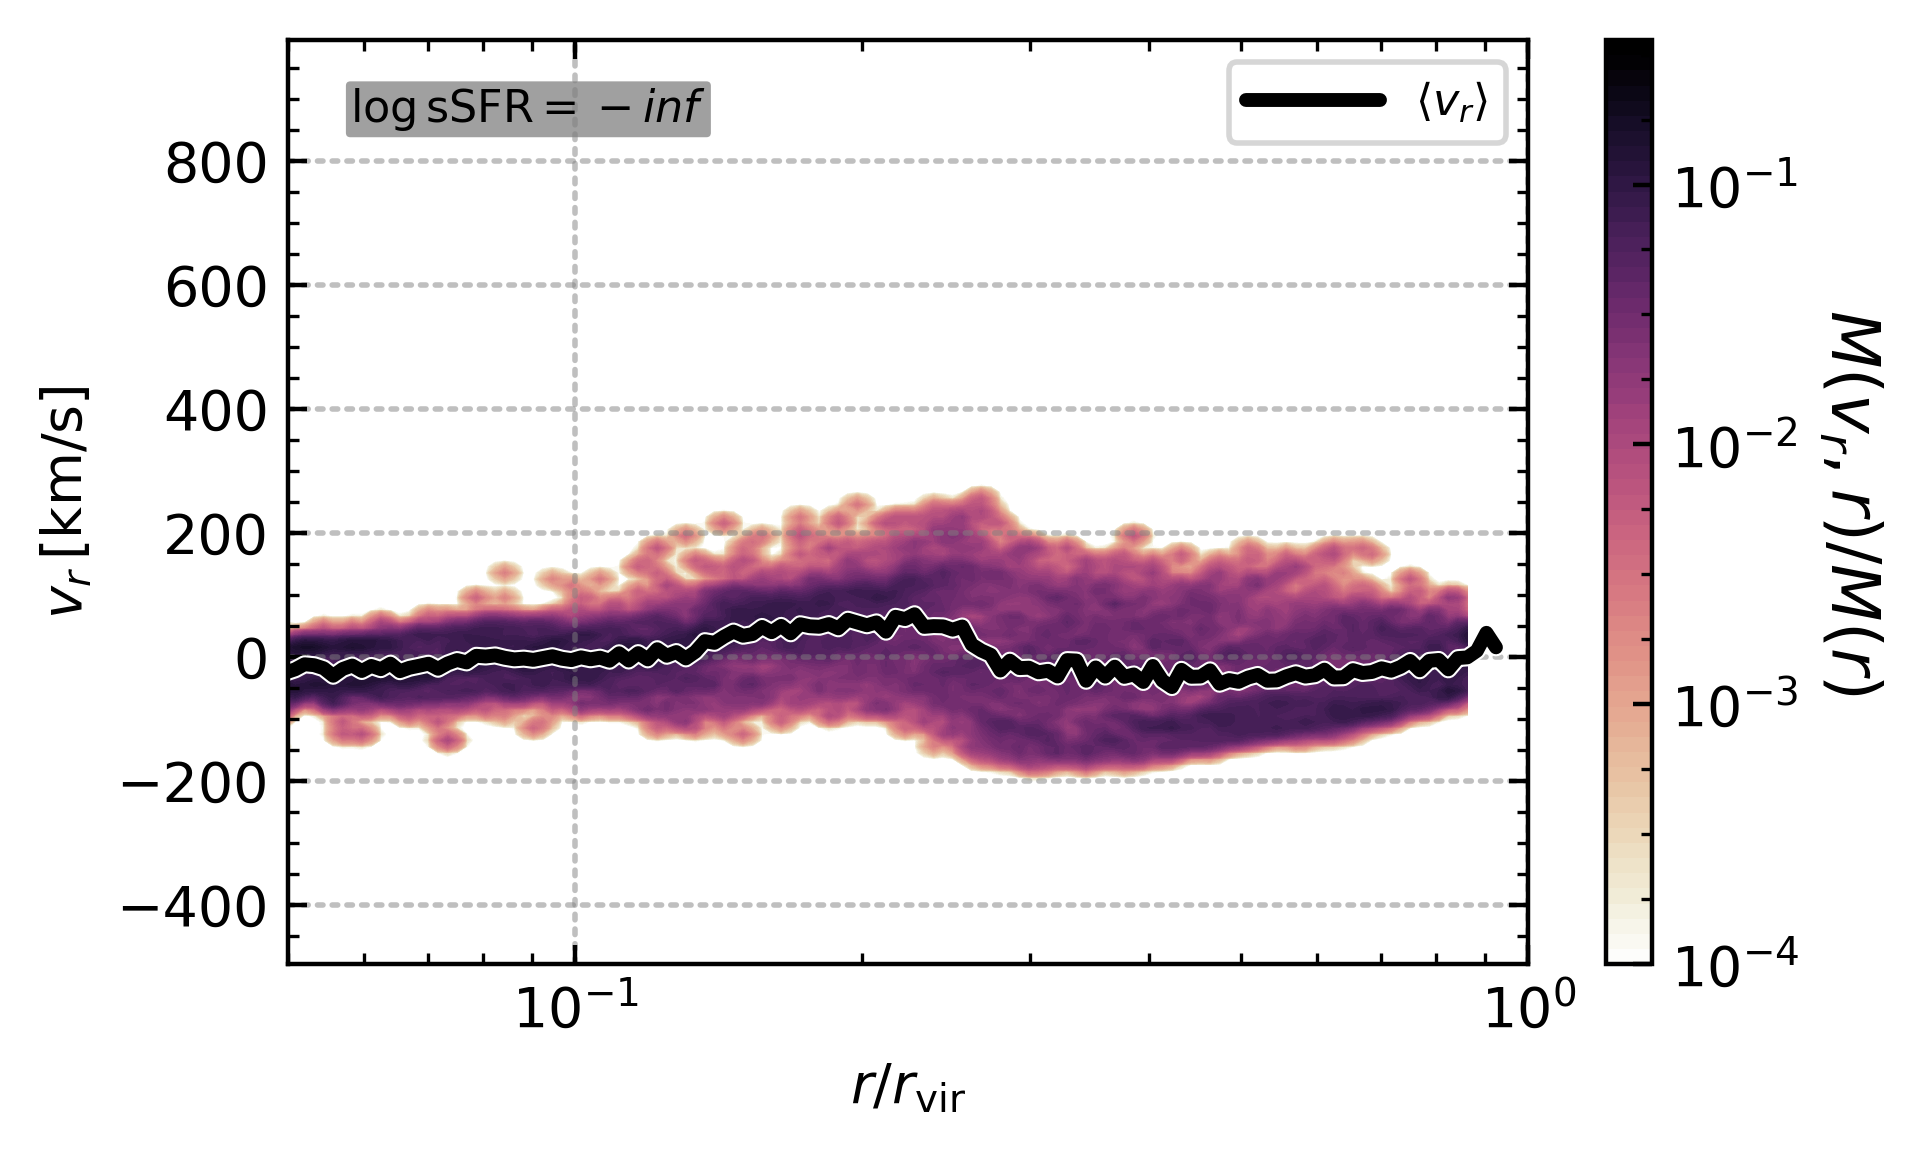 log sSFR = −inf
⟨v_r⟩
800
600
400
200
0
−200
−400
v_r [km/s]
10^−1
10^0
r/r_vir
10^−1
10^−2
10^−3
10^−4
M(v_r, r)/M(r)